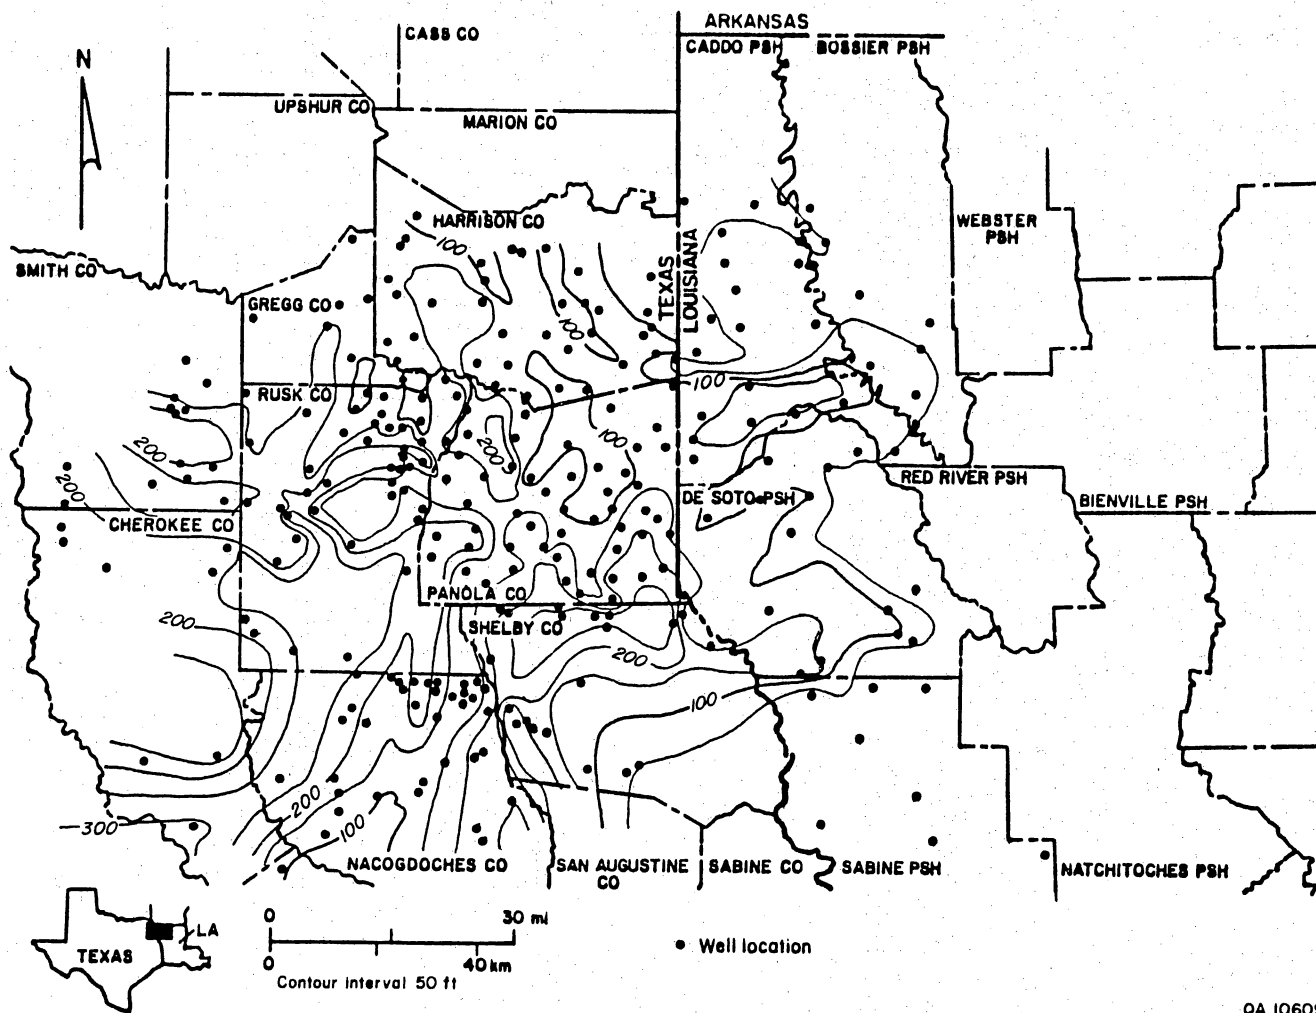 ARKANSAS
CASS CO
CADDO PSH
BOSSIER PSH
N
UPSHUR CO
MARION CO
HARRISON CO
WEBSTER
PSH
100
SMITH CO
TEXAS
LOUISIANA
GREGG CO
100
RUSK CO
100
200
200
100
200
DE SOTO PSH
RED RIVER PSH
BIENVILLE PSH
CHEROKEE CO
PANOLA CO
200
SHELBY CO
200
100
200
300
100
NACOGDOCHES CO
SAN AUGUSTINE
CO
SABINE CO
SABINE PSH
NATCHITOCHES PSH
0
30 mi
LA
TEXAS
Well location
0
40 km
Contour interval 50 ft